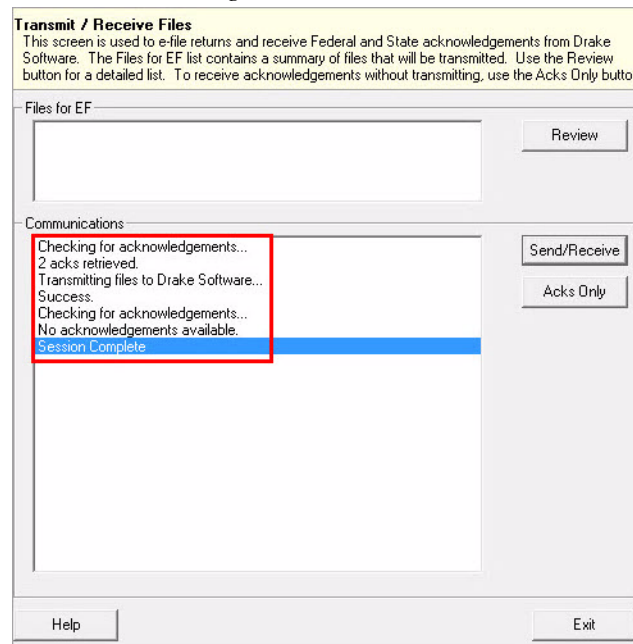 Transmit / Receive Files
This screen is used to e-file returns and receive Federal and State acknowledgements from Drake
Software. The Files for EF list contains a summary of files that will be transmitted. Use the Review
button for a detailed list. To receive acknowledgements without transmitting, use the Acks Only butto
Files for EF
Review
Communications
Checking for acknowledgements...
2 acks retrieved.
Transmitting files to Drake Software...
Success.
Checking for acknowledgements...
No acknowledgements available.
Session Complete
Send/Receive
Acks Only
Help
Exit